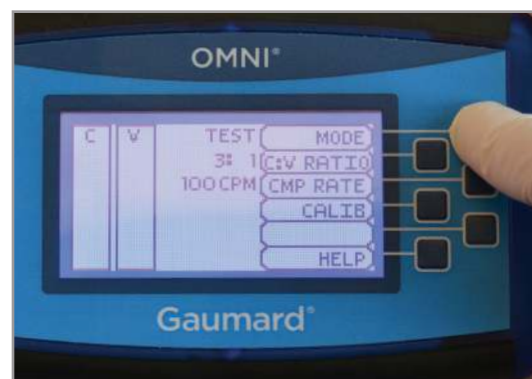 OMNI®
C V TEST MODE
3: 1 C:V RATIO
100 CPM CMP RATE
CALIB
HELP
Gaumard®